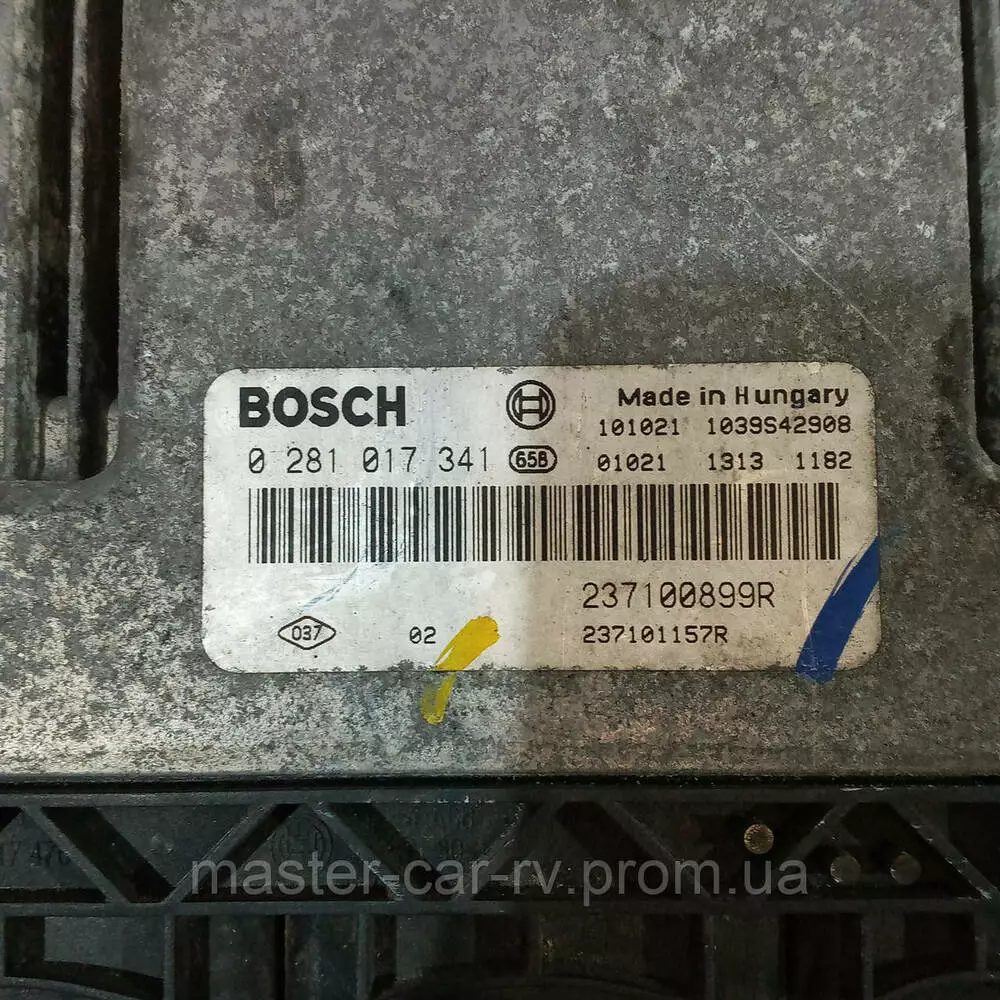 BOSCH
Made in Hungary
101021 1039S42908
0 281 017 341 65B 01021 1313 1182
237100899R
037 02 237101157R
master-car-rv.prom.ua